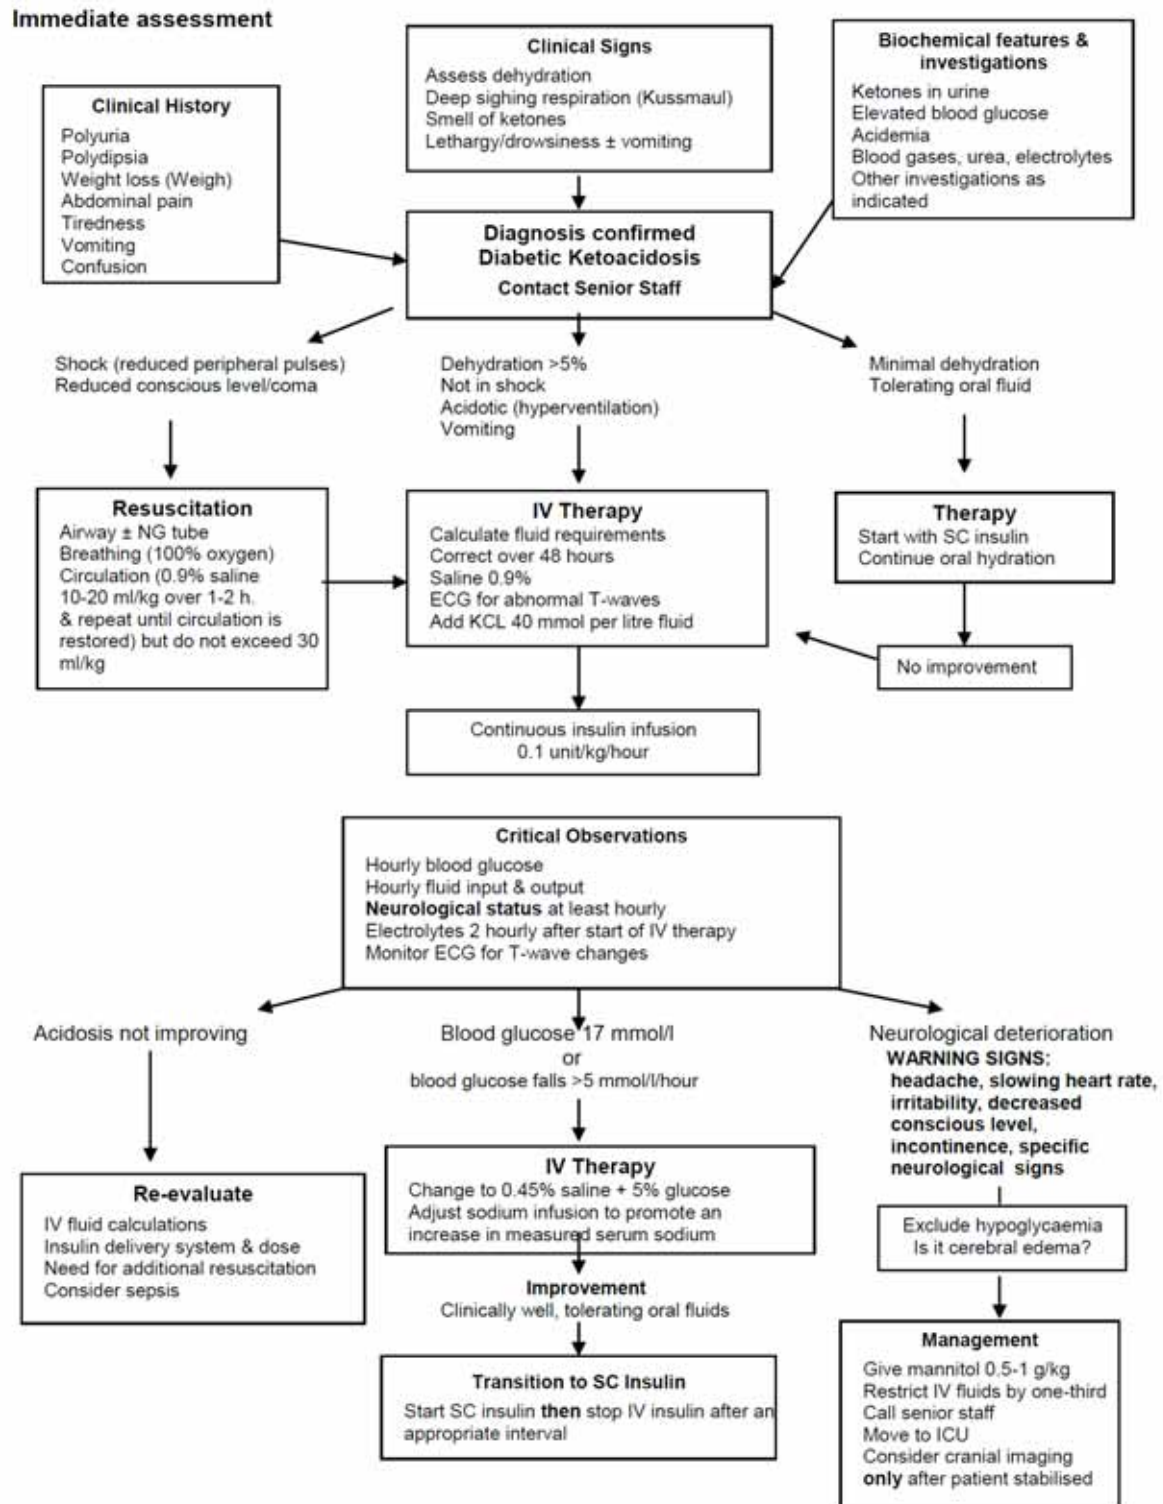 Immediate assessment
Clinical History
Polyuria
Polydipsia
Weight loss (Weigh)
Abdominal pain
Tiredness
Vomiting
Confusion
Clinical Signs
Assess dehydration
Deep sighing respiration (Kussmaul)
Smell of ketones
Lethargy/drowsiness ± vomiting
Biochemical features &
investigations
Ketones in urine
Elevated blood glucose
Acidemia
Blood gases, urea, electrolytes
Other investigations as
indicated
Diagnosis confirmed
Diabetic Ketoacidosis
Contact Senior Staff
Shock (reduced peripheral pulses)
Reduced conscious level/coma
Dehydration >5%
Not in shock
Acidotic (hyperventilation)
Vomiting
Minimal dehydration
Tolerating oral fluid
Resuscitation
Airway ± NG tube
Breathing (100% oxygen)
Circulation (0.9% saline
10-20 ml/kg over 1-2 h.
& repeat until circulation is
restored) but do not exceed 30
ml/kg
IV Therapy
Calculate fluid requirements
Correct over 48 hours
Saline 0.9%
ECG for abnormal T-waves
Add KCL 40 mmol per litre fluid
Therapy
Start with SC insulin
Continue oral hydration
No improvement
Continuous insulin infusion
0.1 unit/kg/hour
Critical Observations
Hourly blood glucose
Hourly fluid input & output
Neurological status at least hourly
Electrolytes 2 hourly after start of IV therapy
Monitor ECG for T-wave changes
Acidosis not improving
Blood glucose 17 mmol/l
or
blood glucose falls >5 mmol/l/hour
Neurological deterioration
WARNING SIGNS:
headache, slowing heart rate,
irritability, decreased
conscious level,
incontinence, specific
neurological signs
Re-evaluate
IV fluid calculations
Insulin delivery system & dose
Need for additional resuscitation
Consider sepsis
IV Therapy
Change to 0.45% saline + 5% glucose
Adjust sodium infusion to promote an
increase in measured serum sodium
Exclude hypoglycaemia
Is it cerebral edema?
Improvement
Clinically well, tolerating oral fluids
Transition to SC Insulin
Start SC insulin then stop IV insulin after an
appropriate interval
Management
Give mannitol 0.5-1 g/kg
Restrict IV fluids by one-third
Call senior staff
Move to ICU
Consider cranial imaging
only after patient stabilised